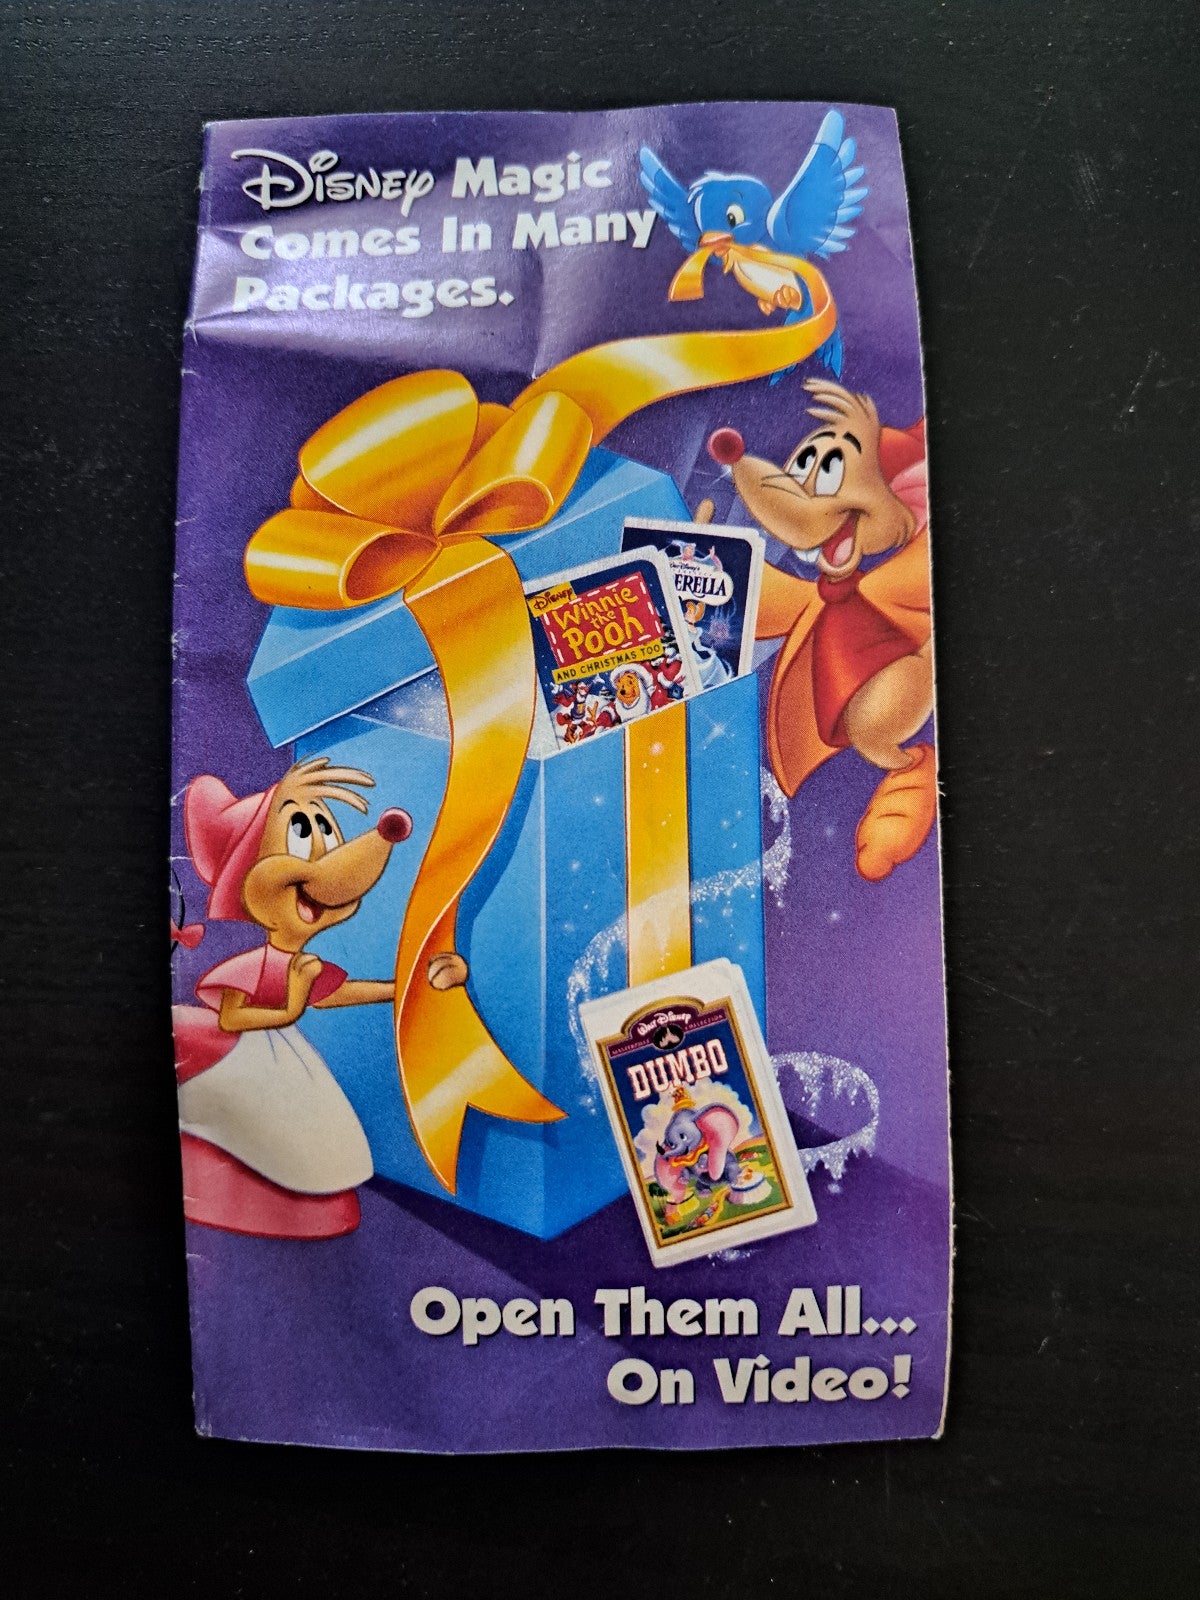 Disney Magic
Comes In Many
Packages.
Walt Disney's
ERELLA
Disney
Winnie
the
Pooh
AND CHRISTMAS TOO
Walt Disney
MASTERPIECE COLLECTION
DUMBO
Open Them All...
On Video!